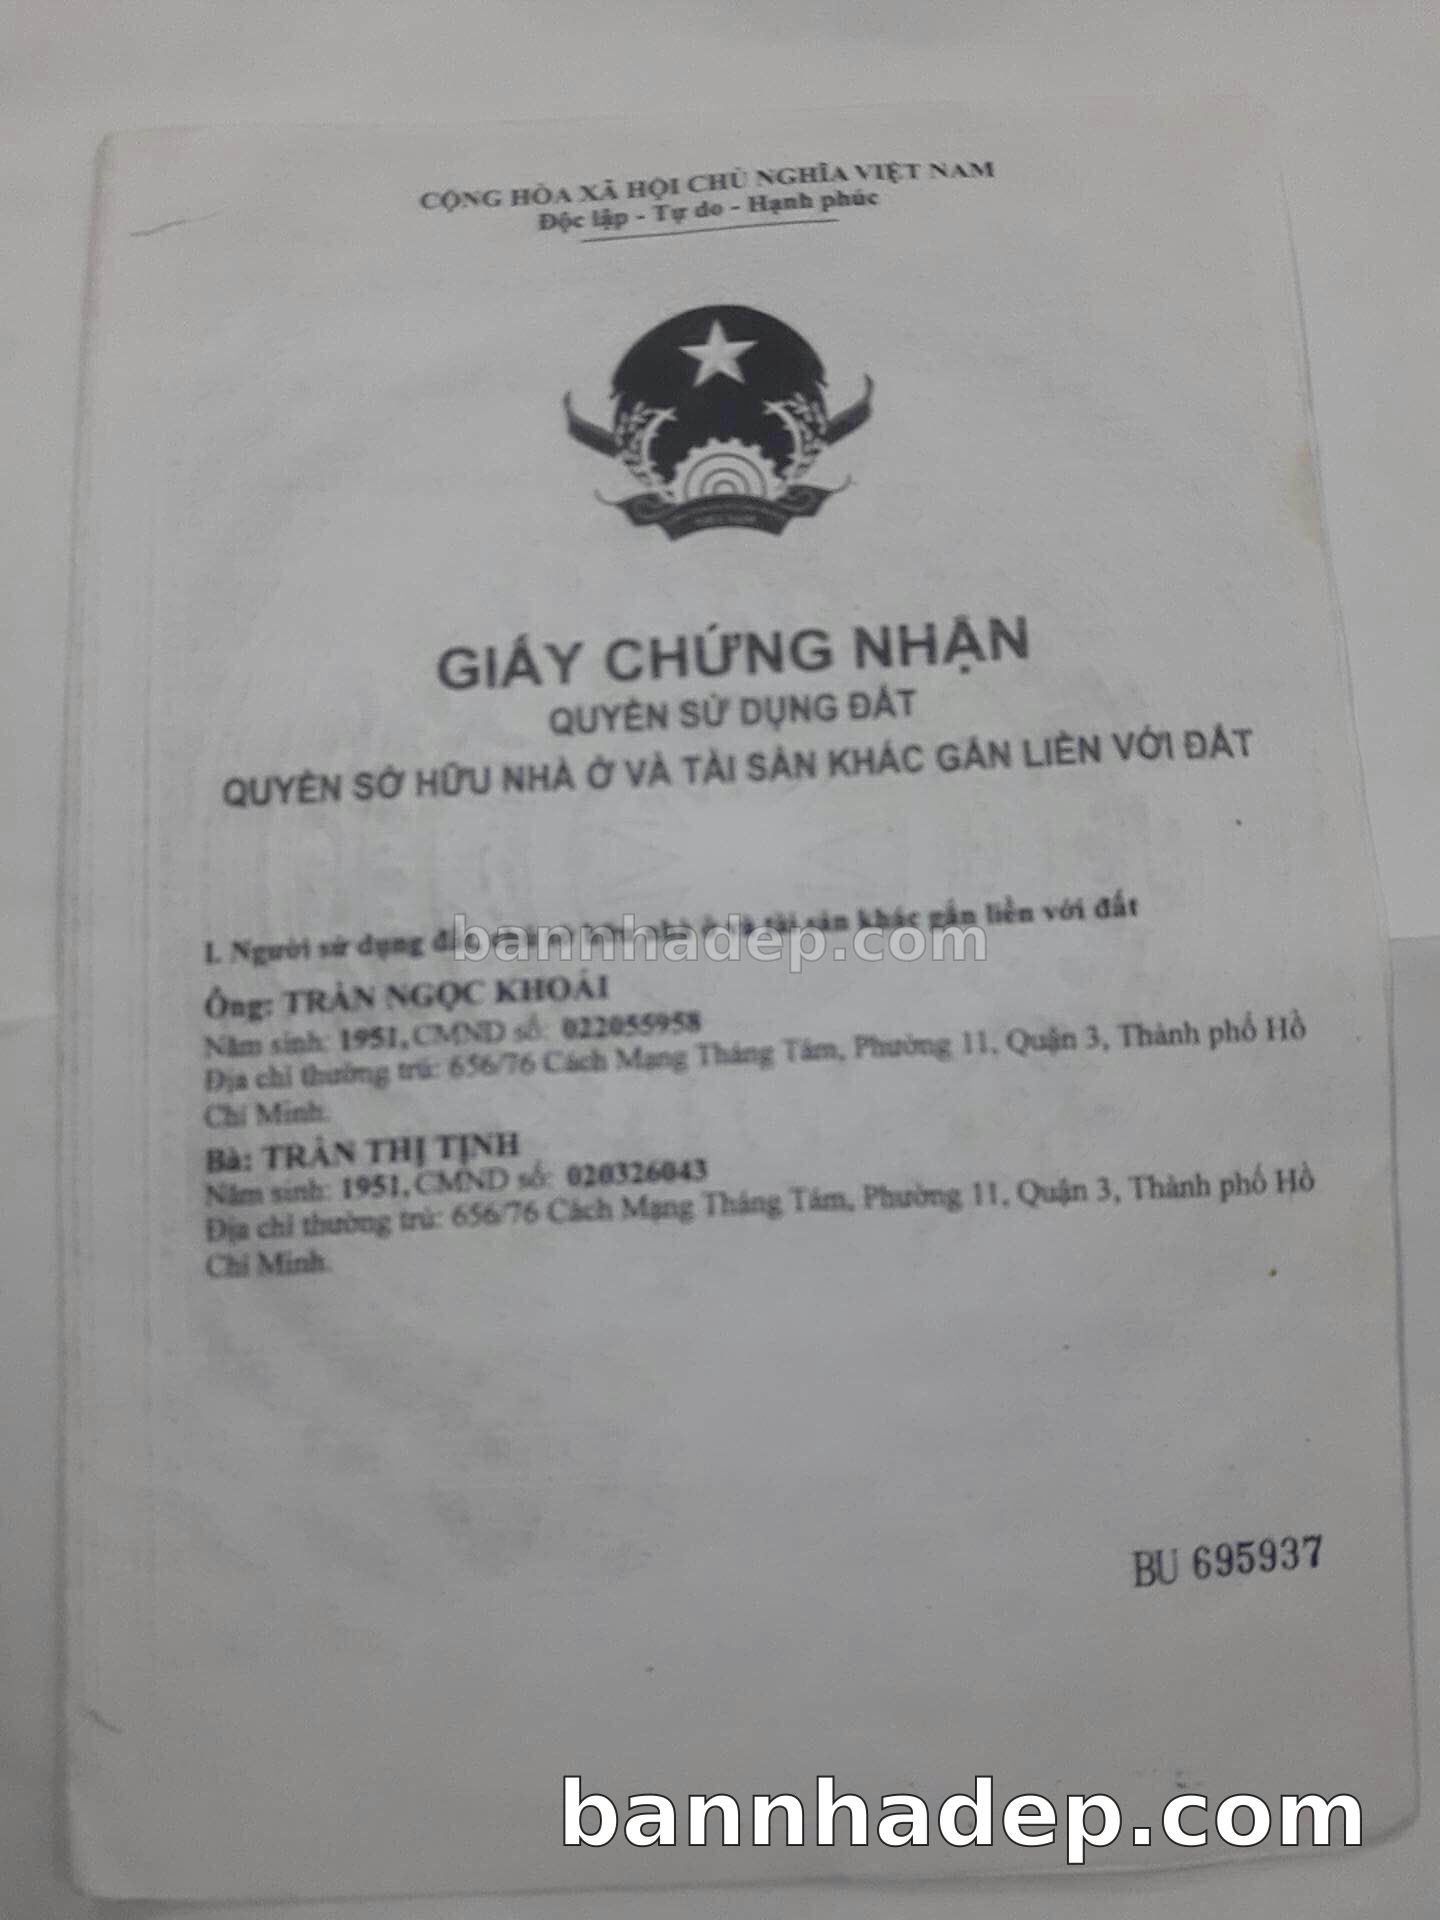 CỘNG HÒA XÃ HỘI CHỦ NGHĨA VIỆT NAM
Độc lập - Tự do - Hạnh phúc
GIẤY CHỨNG NHẬN
QUYỀN SỬ DỤNG ĐẤT
QUYỀN SỞ HỮU NHÀ Ở VÀ TÀI SẢN KHÁC GẮN LIỀN VỚI ĐẤT
I. Người sử dụng đất, nhà ở và tài sản khác gắn liền với đất
bannhadep.com
Ông: TRẦN NGỌC KHOÁI
Năm sinh: 1951, CMND số: 022055958
Địa chỉ thường trú: 656/76 Cách Mạng Tháng Tám, Phường 11, Quận 3, Thành phố Hồ
Chí Minh.
Bà: TRẦN THỊ TỊNH
Năm sinh: 1951, CMND số: 020326043
Địa chỉ thường trú: 656/76 Cách Mạng Tháng Tám, Phường 11, Quận 3, Thành phố Hồ
Chí Minh.
BU 695937
bannhadep.com